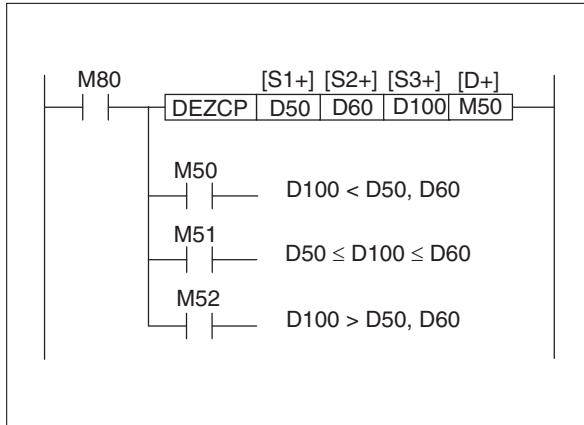 M80 [S1+] [S2+] [S3+] [D+]
DEZCP D50 D60 D100 M50
M50
D100 < D50, D60
M51
D50 ≤ D100 ≤ D60
M52
D100 > D50, D60